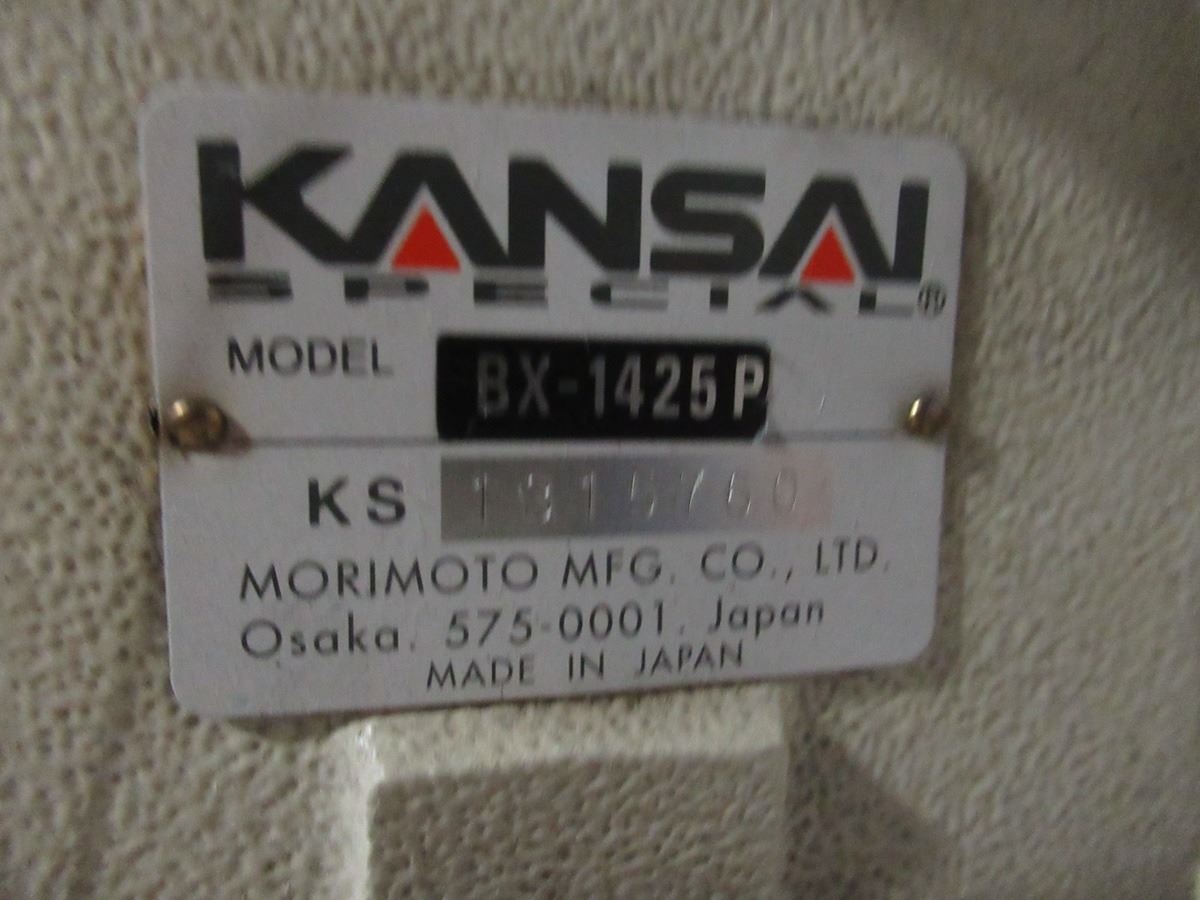 KANSAI
SPECIAL®
MODEL BX-1425P
KS
MORIMOTO MFG. CO., LTD.
Osaka. 575-0001, Japan
MADE IN JAPAN